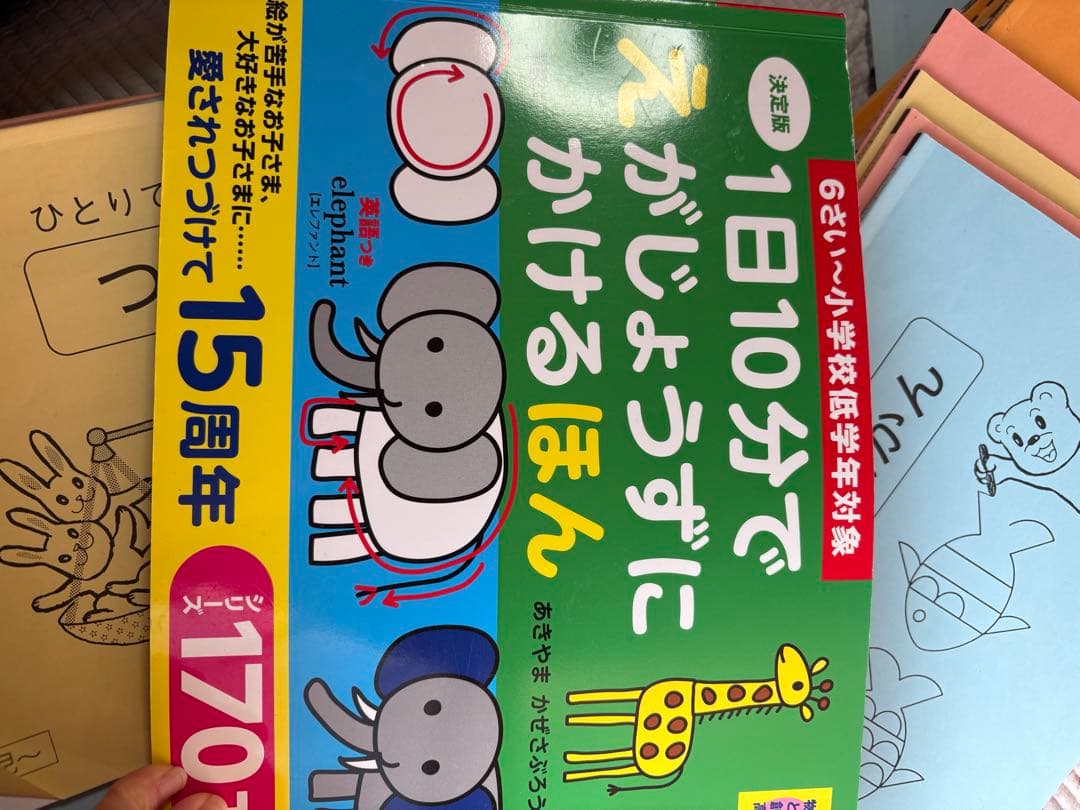 6さい～小学校低学年対象
決定版
1日10分で
えがじょうずに
かけるほん
あきやま かぜさぶろう
英語つき
elephant
[エレファント]
絵が苦手なお子さま、
大好きなお子さまに……
愛されつづけて15周年
シリーズ
170
ひとりで